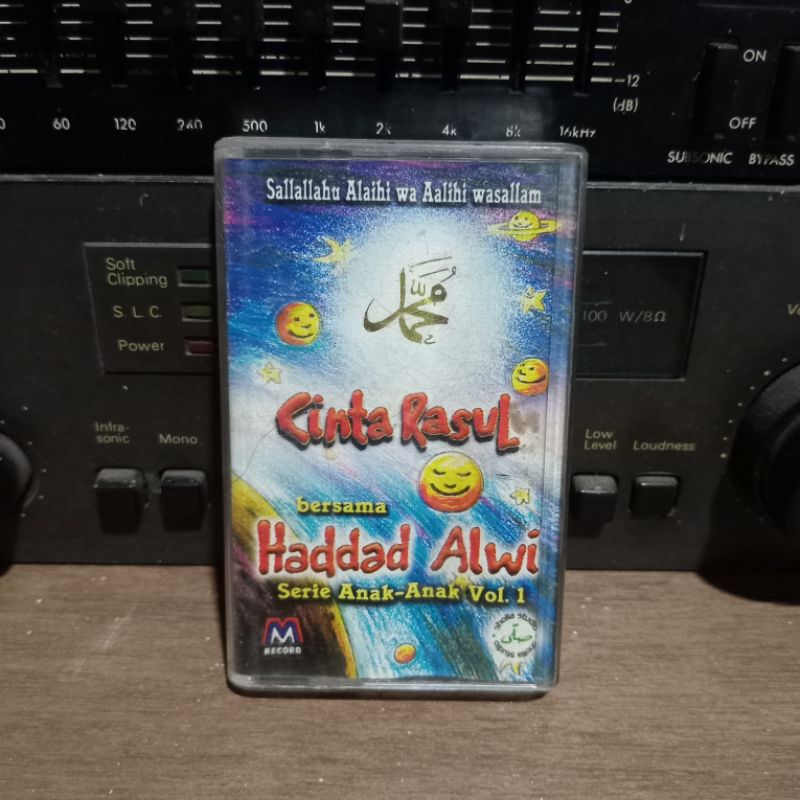 -12
(dB)
ON
60 120 240 500 1k 2k 4k 8k 16kHz
OFF
SUBSONIC BYPASS
Sallallahu Alaihi wa Aalihi wasallam
محمد
Soft
Clipping
S L C
Power
100 W/8Ω
Infra-
sonic
Mono
Low
Level
Loudness
Cinta Rasul
bersama
Haddad Alwi
Serie Anak-Anak Vol. 1
M
RECORD